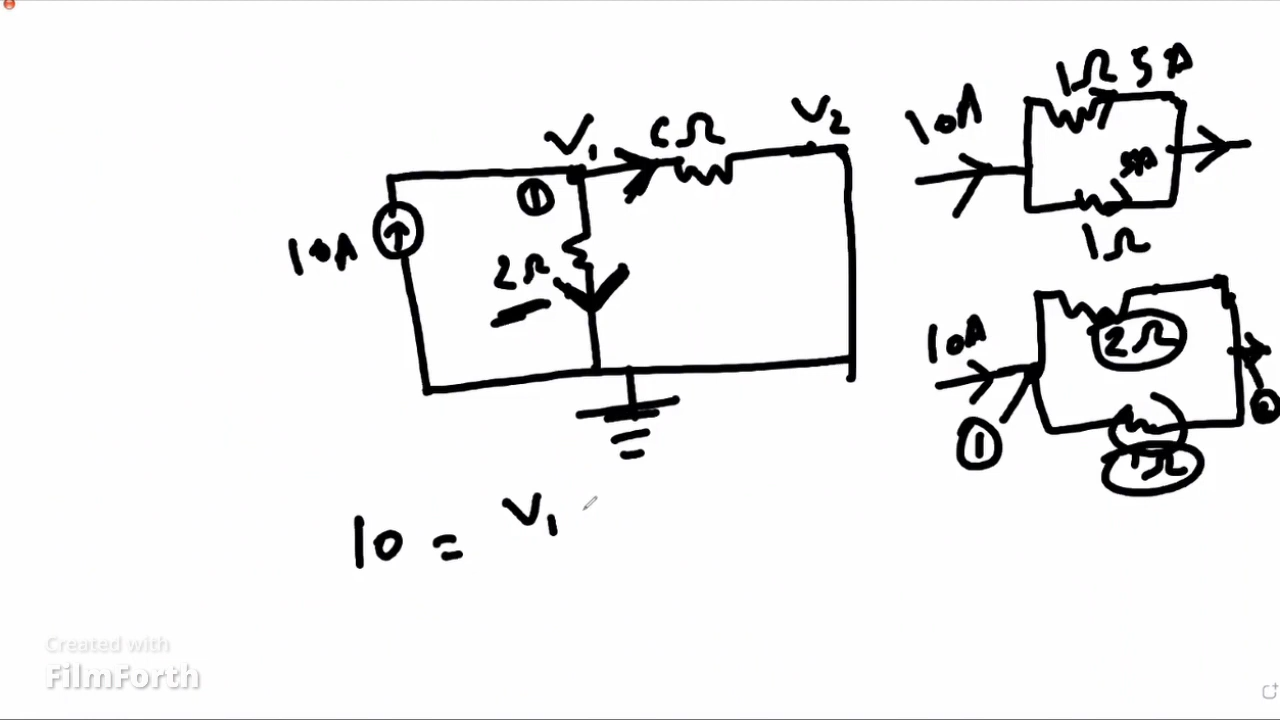 V₁
6Ω
V₂
①
10A
2Ω
10 = V₁
10A
1Ω 5A
5A
1Ω
10A
2Ω
①
1Ω
Created with
FilmForth